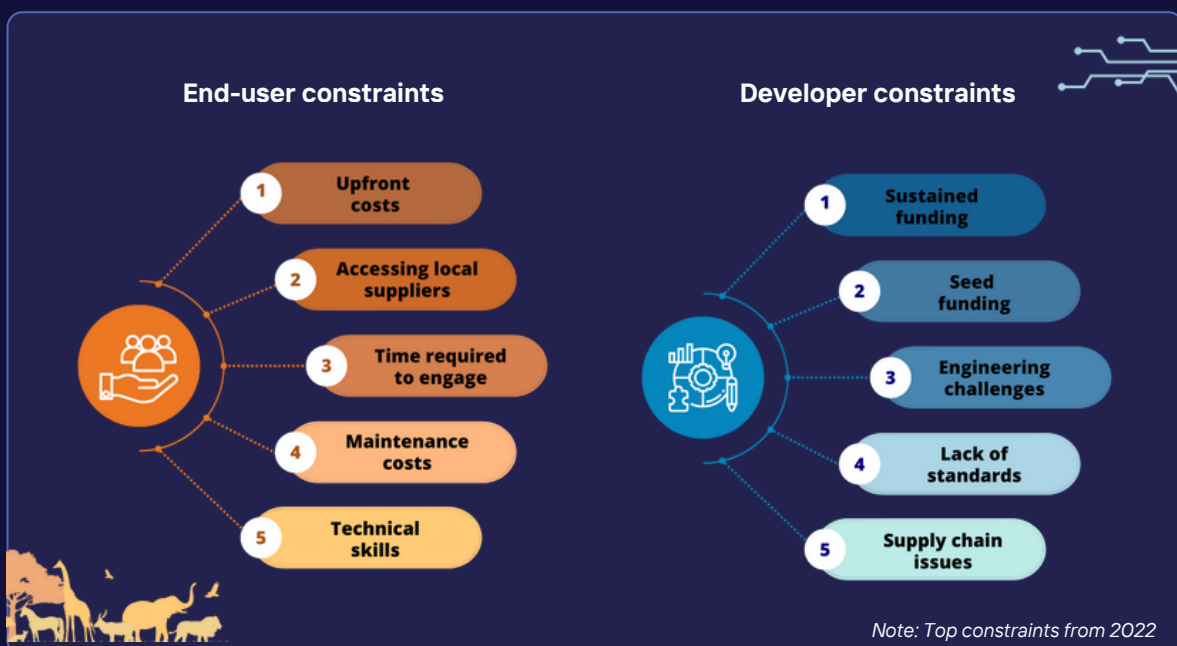 End-user constraints
1
Upfront
costs
2
Accessing local
suppliers
3
Time required
to engage
4
Maintenance
costs
5
Technical
skills
Developer constraints
1
Sustained
funding
2
Seed
funding
3
Engineering
challenges
4
Lack of
standards
5
Supply chain
issues
Note: Top constraints from 2022